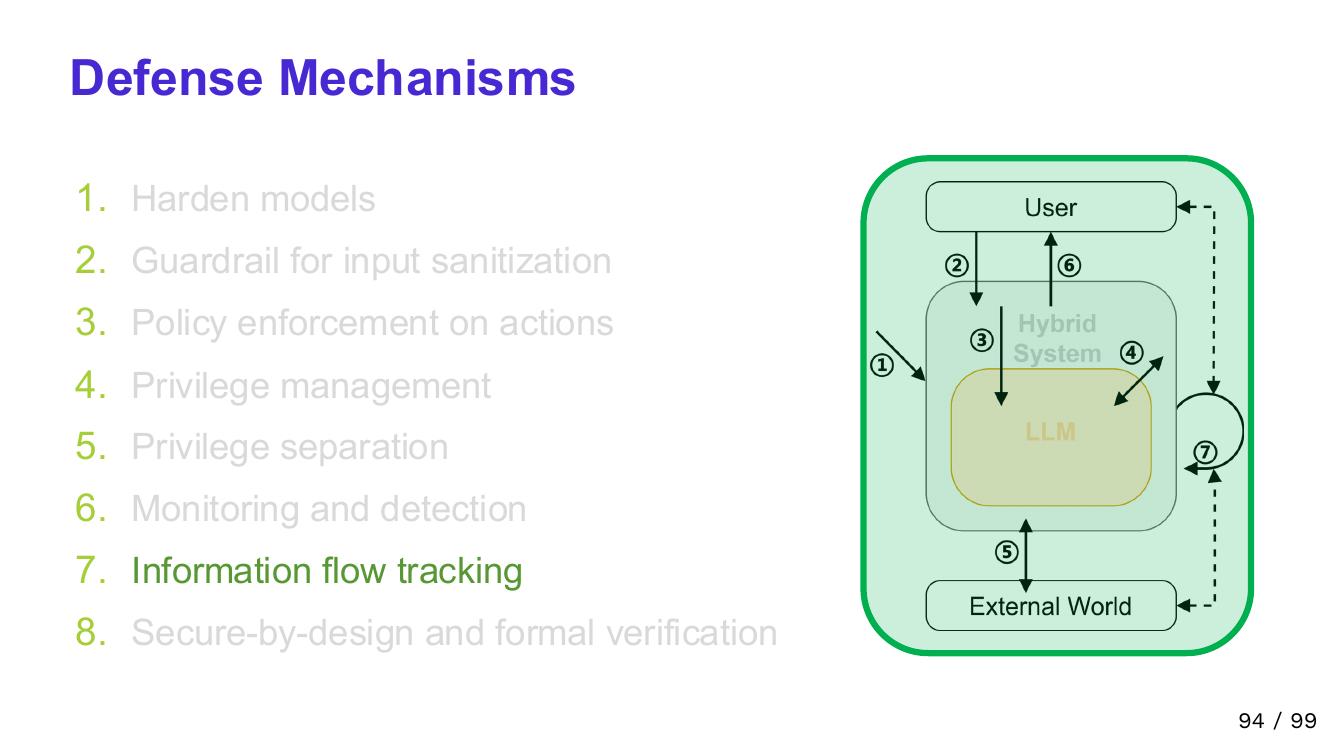 Defense Mechanisms
1. Harden models
2. Guardrail for input sanitization
3. Policy enforcement on actions
4. Privilege management
5. Privilege separation
6. Monitoring and detection
7. Information flow tracking
8. Secure-by-design and formal verification
User
② ⑥
Hybrid
System
③ ④
①
LLM
⑦
⑤
External World
94 / 99